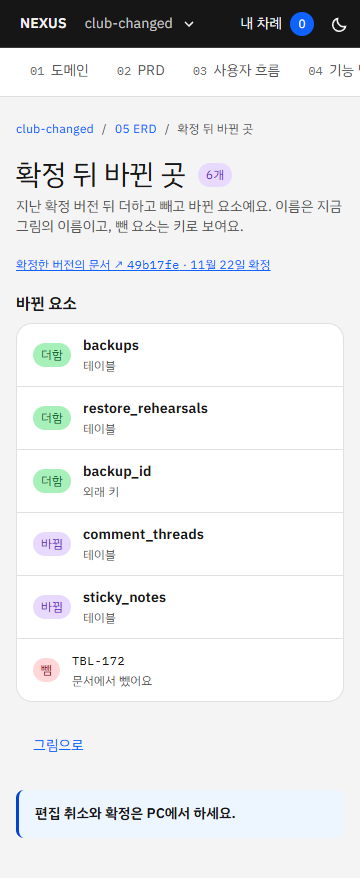 NEXUS club-changed 내 차례 0
01 도메인 02 PRD 03 사용자 흐름 04 기능
club-changed / 05 ERD / 확정 뒤 바뀐 곳
확정 뒤 바뀐 곳 6개
지난 확정 버전 뒤 더하고 빼고 바뀐 요소예요. 이름은 지금
그림의 이름이고, 뺀 요소는 키로 보여요.
확정한 버전의 문서 ↗ 49b17fe · 11월 22일 확정
바뀐 요소
더함 backups
테이블
더함 restore_rehearsals
테이블
더함 backup_id
외래 키
바뀜 comment_threads
테이블
바뀜 sticky_notes
테이블
뺌 TBL-172
문서에서 뺐어요
그림으로
편집 취소와 확정은 PC에서 하세요.